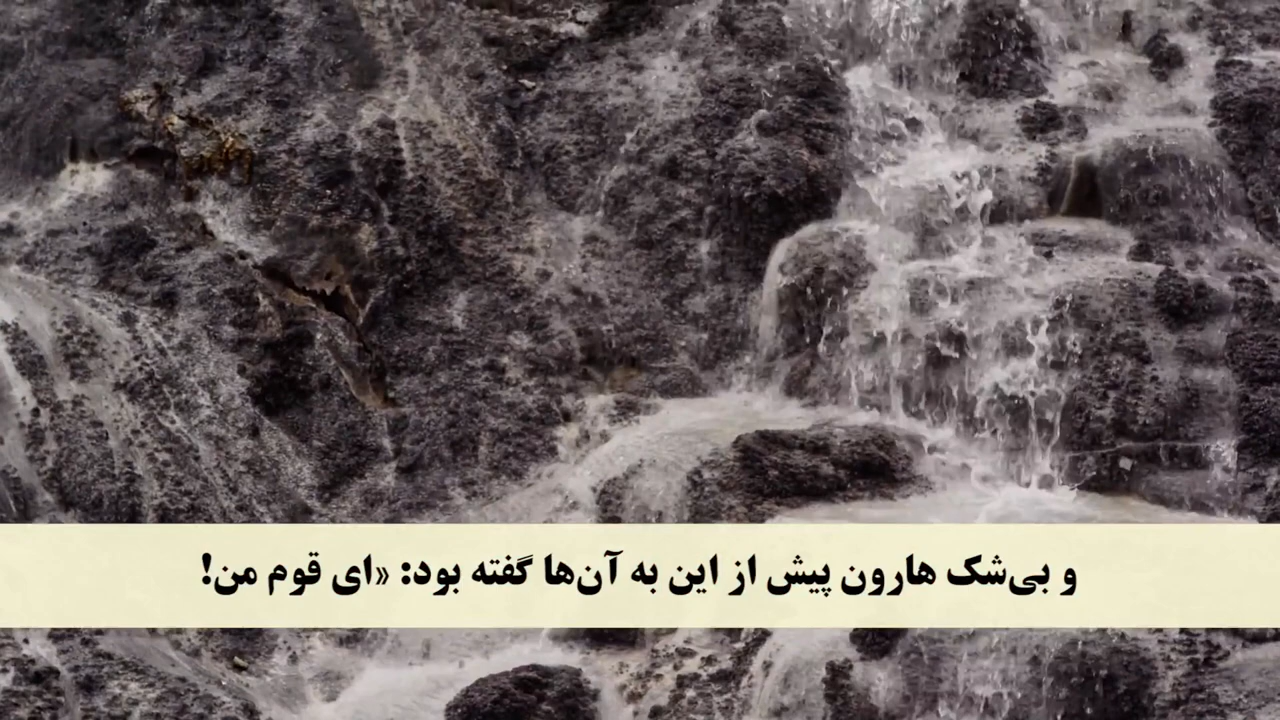 و بی‌شک هارون پیش از این به آن‌ها گفته بود: «ای قوم من!